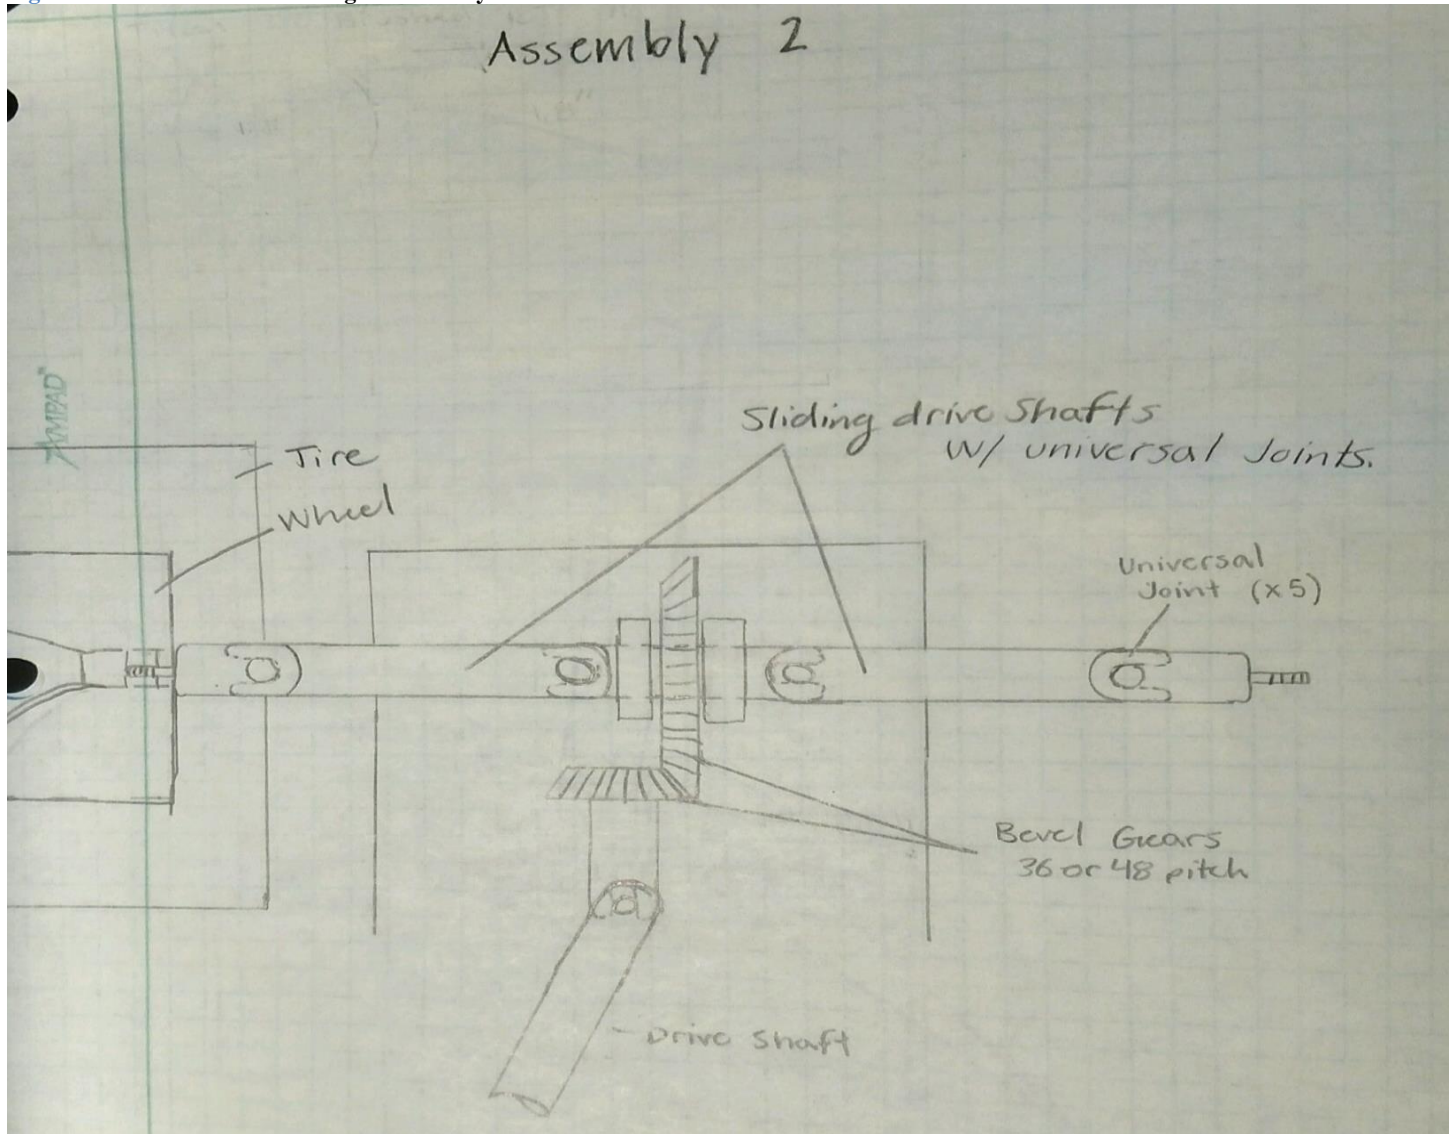 Assembly 2
AMPAD®
Sliding drive shafts
w/ universal Joints.
Tire
Wheel
Universal
Joint (x5)
Bevel Gears
36 or 48 pitch
Drive shaft